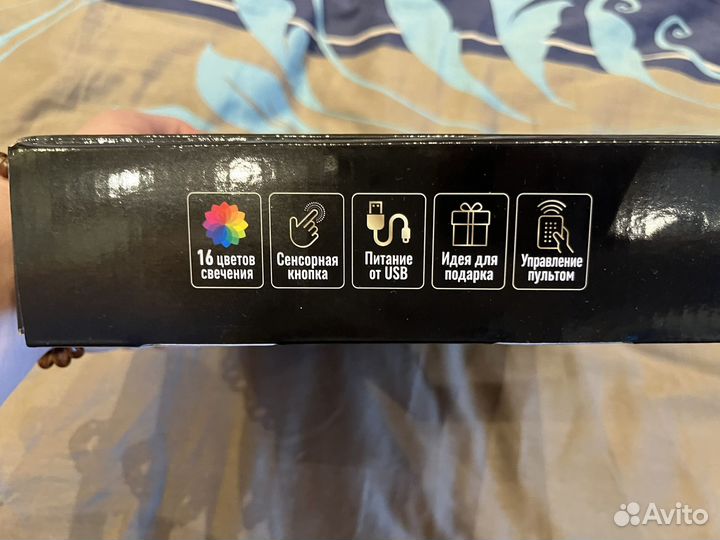 16 цветов
свечения
Сенсорная
кнопка
Питание
от USB
Идея для
подарка
Управление
пультом
Avito